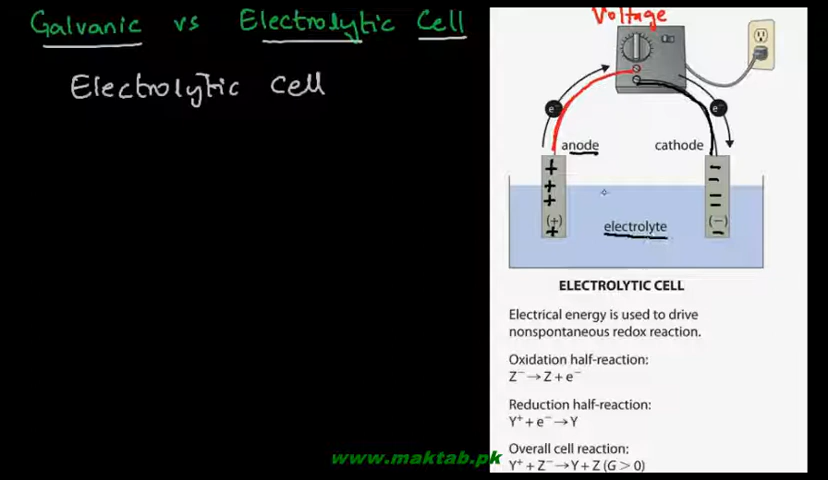 Galvanic vs Electrolytic Cell
Electrolytic Cell
Voltage
e⁻ e⁻
anode cathode
+ −
+ −
+ −
(+) electrolyte (−)
+ −
ELECTROLYTIC CELL
Electrical energy is used to drive
nonspontaneous redox reaction.
Oxidation half-reaction:
Z⁻ → Z + e⁻
Reduction half-reaction:
Y⁺ + e⁻ → Y
Overall cell reaction:
Y⁺ + Z⁻ → Y + Z (G > 0)
www.maktab.pk